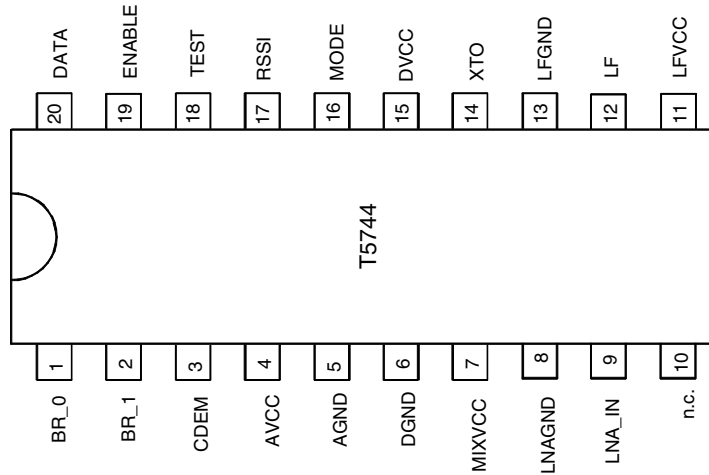 DATA
ENABLE
TEST
RSSI
MODE
DVCC
XTO
LFGND
LF
LFVCC
20
19
18
17
16
15
14
13
12
11
T5744
1
2
3
4
5
6
7
8
9
10
BR_0
BR_1
CDEM
AVCC
AGND
DGND
MIXVCC
LNAGND
LNA_IN
n.c.